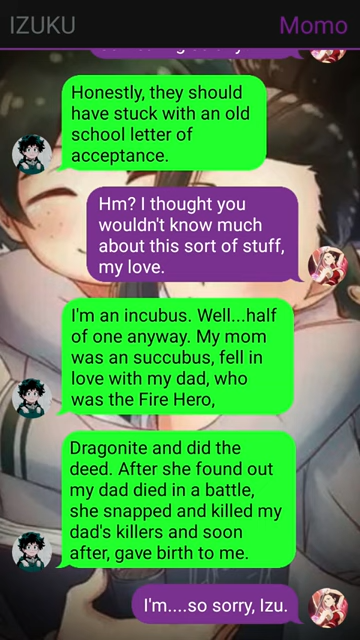 IZUKU Momo
Honestly, they should
have stuck with an old
school letter of
acceptance.
Hm? I thought you
wouldn't know much
about this sort of stuff,
my love.
I'm an incubus. Well...half
of one anyway. My mom
was an succubus, fell in
love with my dad, who
was the Fire Hero,
Dragonite and did the
deed. After she found out
my dad died in a battle,
she snapped and killed my
dad's killers and soon
after, gave birth to me.
I'm....so sorry, Izu.